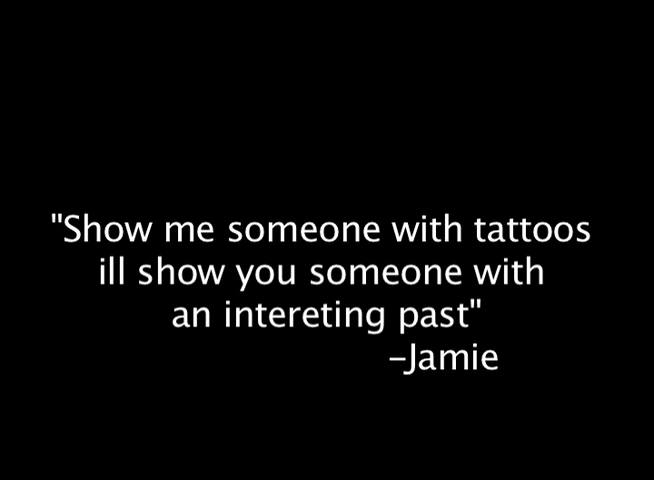 "Show me someone with tattoos
ill show you someone with
an intereting past"
–Jamie